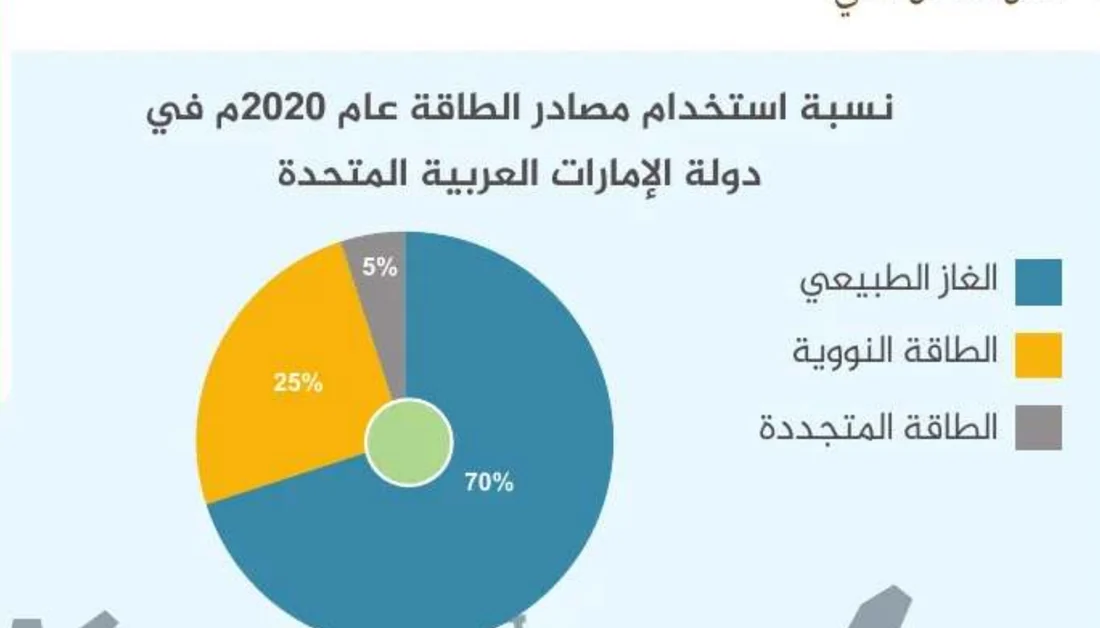 نسبة استخدام مصادر الطاقة عام 2020م في
دولة الإمارات العربية المتحدة
الغاز الطبيعي
الطاقة النووية
الطاقة المتجددة
5%
25%
70%